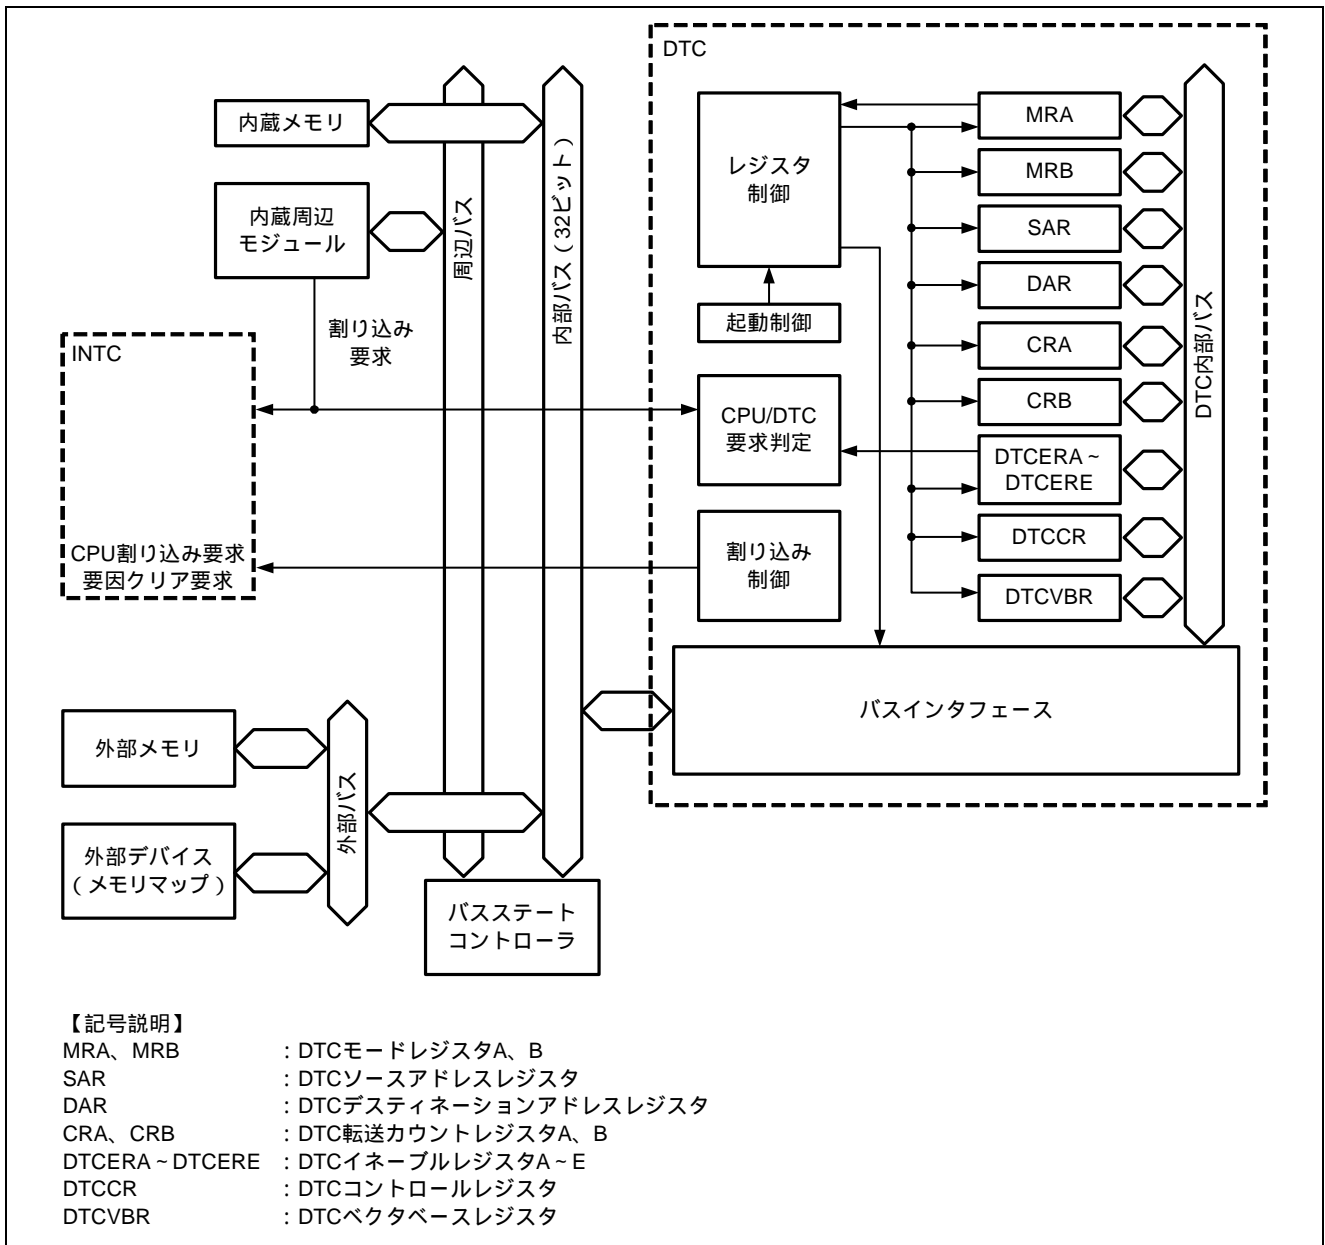 DTC
内蔵メモリ
内蔵周辺
モジュール
周辺バス
内部バス(32ビット)
割り込み
要求
INTC
CPU割り込み要求
要因クリア要求
レジスタ
制御
起動制御
CPU/DTC
要求判定
割り込み
制御
MRA
MRB
SAR
DAR
CRA
CRB
DTCERA~
DTCERE
DTCCR
DTCVBR
DTC内部バス
バスインタフェース
外部メモリ
外部デバイス
(メモリマップ)
外部バス
バスステート
コントローラ
【記号説明】
MRA、MRB :DTCモードレジスタA、B
SAR :DTCソースアドレスレジスタ
DAR :DTCデスティネーションアドレスレジスタ
CRA、CRB :DTC転送カウントレジスタA、B
DTCERA~DTCERE :DTCイネーブルレジスタA~E
DTCCR :DTCコントロールレジスタ
DTCVBR :DTCベクタベースレジスタ